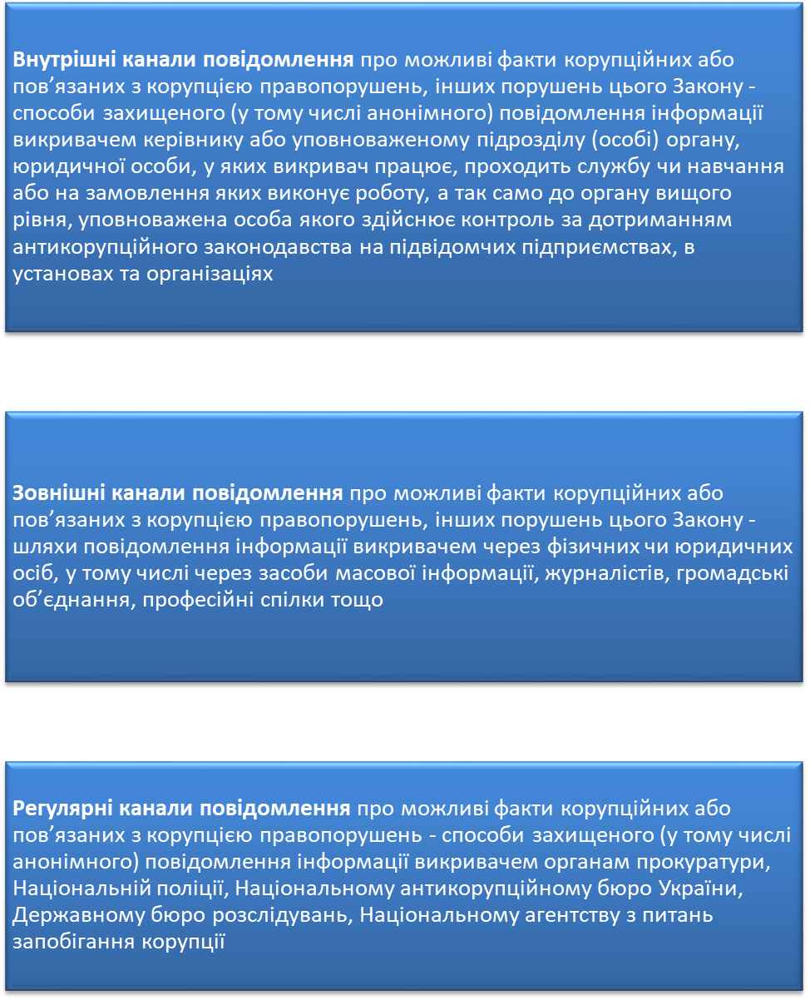 Внутрішні канали повідомлення про можливі факти корупційних або
пов’язаних з корупцією правопорушень, інших порушень цього Закону -
способи захищеного (у тому числі анонімного) повідомлення інформації
викривачем керівнику або уповноваженому підрозділу (особі) органу,
юридичної особи, у яких викривач працює, проходить службу чи навчання
або на замовлення яких виконує роботу, а так само до органу вищого
рівня, уповноважена особа якого здійснює контроль за дотриманням
антикорупційного законодавства на підвідомчих підприємствах, в
установах та організаціях
Зовнішні канали повідомлення про можливі факти корупційних або
пов’язаних з корупцією правопорушень, інших порушень цього Закону -
шляхи повідомлення інформації викривачем через фізичних чи юридичних
осіб, у тому числі через засоби масової інформації, журналістів, громадські
об’єднання, професійні спілки тощо
Регулярні канали повідомлення про можливі факти корупційних або
пов’язаних з корупцією правопорушень - способи захищеного (у тому числі
анонімного) повідомлення інформації викривачем органам прокуратури,
Національній поліції, Національному антикорупційному бюро України,
Державному бюро розслідувань, Національному агентству з питань
запобігання корупції